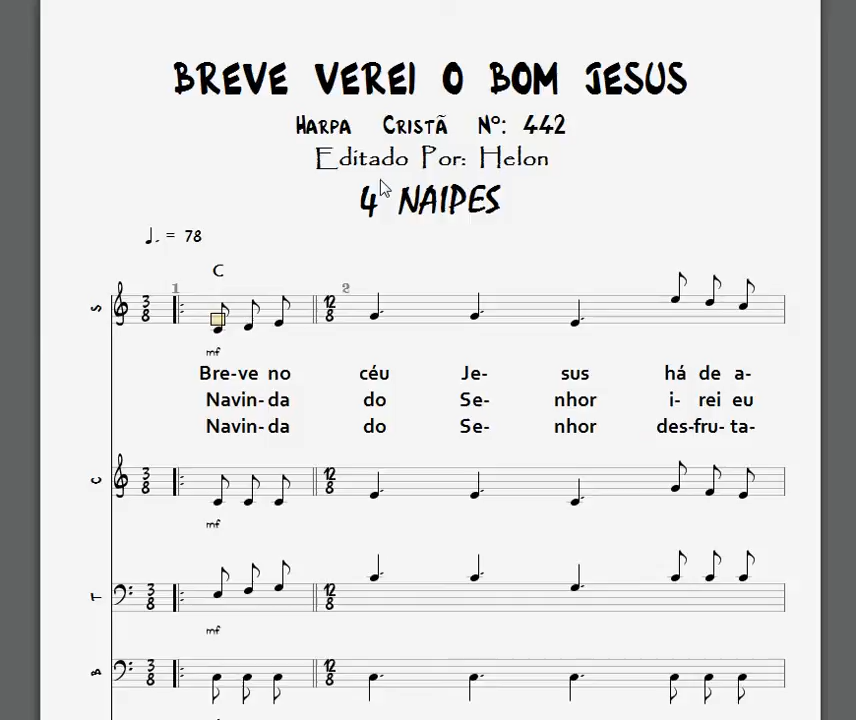 BREVE VEREI O BOM JESUS
HARPA CRISTÃ Nº: 442
Editado Por: Helon
4 NAIPES
♩. = 78
C
1 2
S
3 8 12 8
mf
Bre-ve no céu Je- sus há de a-
Navin-da do Se- nhor i- rei eu
Navin-da do Se- nhor des-fru- ta-
C
3 8 12 8
mf
T
3 8 12 8
mf
B
3 8 12 8